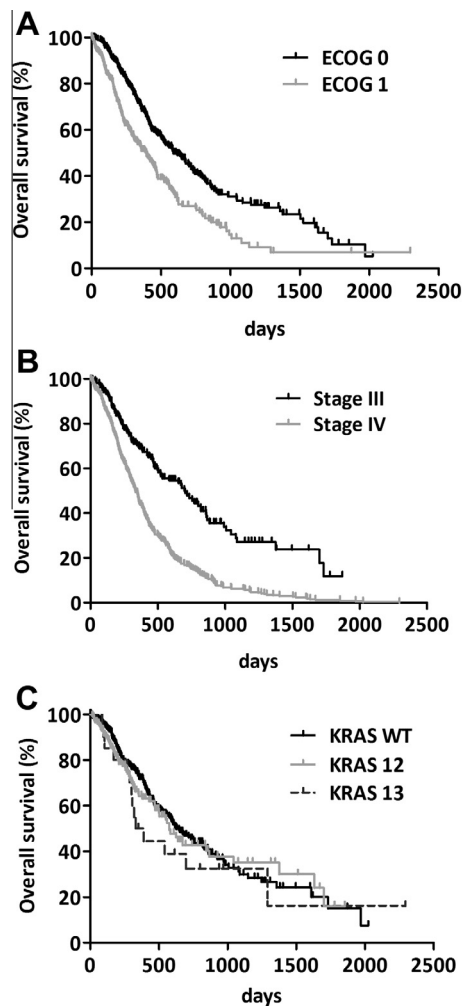 A
Overall survival (%)
100
80
60
40
20
0
ECOG 0
ECOG 1
0 500 1000 1500 2000 2500
days
B
Overall survival (%)
100
80
60
40
20
0
Stage III
Stage IV
0 500 1000 1500 2000 2500
days
C
Overall survival (%)
100
80
60
40
20
0
KRAS WT
KRAS 12
KRAS 13
0 500 1000 1500 2000 2500
days